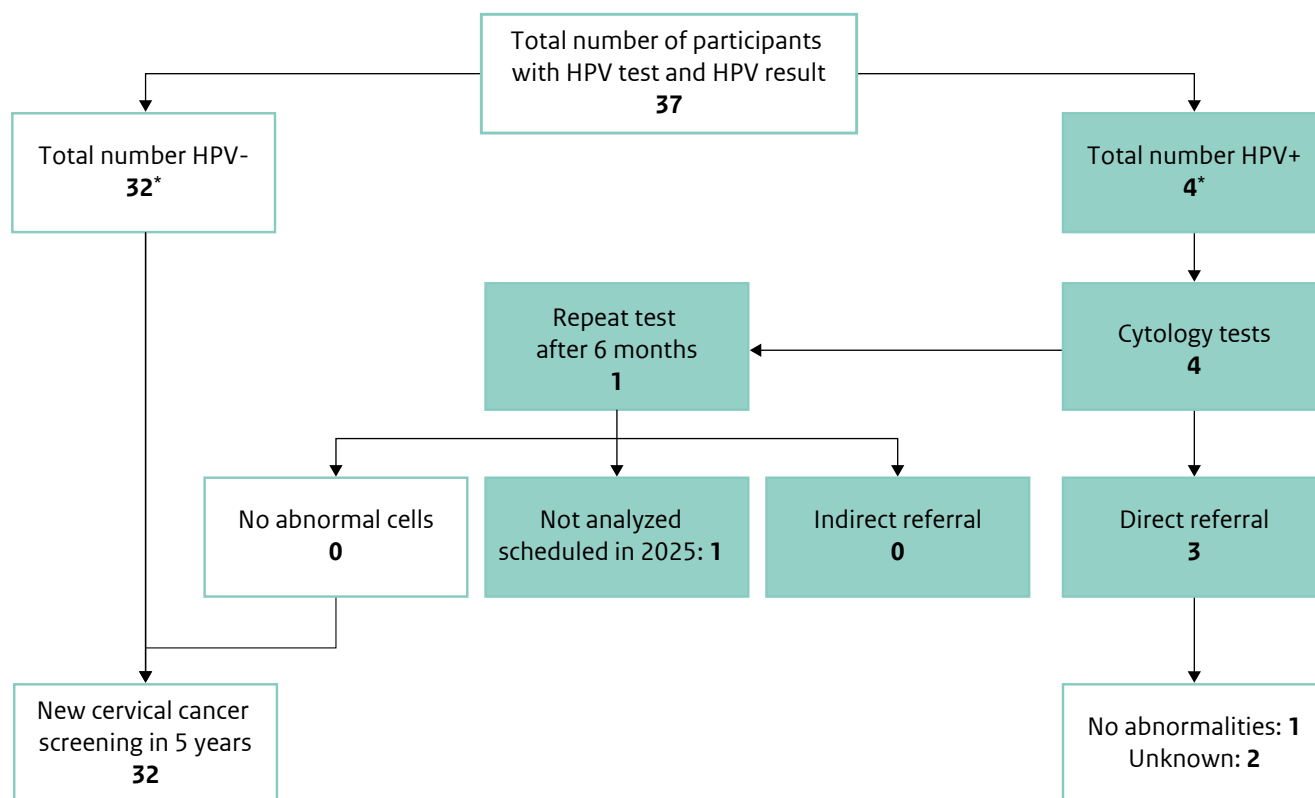 Total number of participants
with HPV test and HPV result
37
Total number HPV-
32*
Total number HPV+
4*
Repeat test
after 6 months
1
Cytology tests
4
No abnormal cells
0
Not analyzed
scheduled in 2025: 1
Indirect referral
0
Direct referral
3
New cervical cancer
screening in 5 years
32
No abnormalities: 1
Unknown: 2